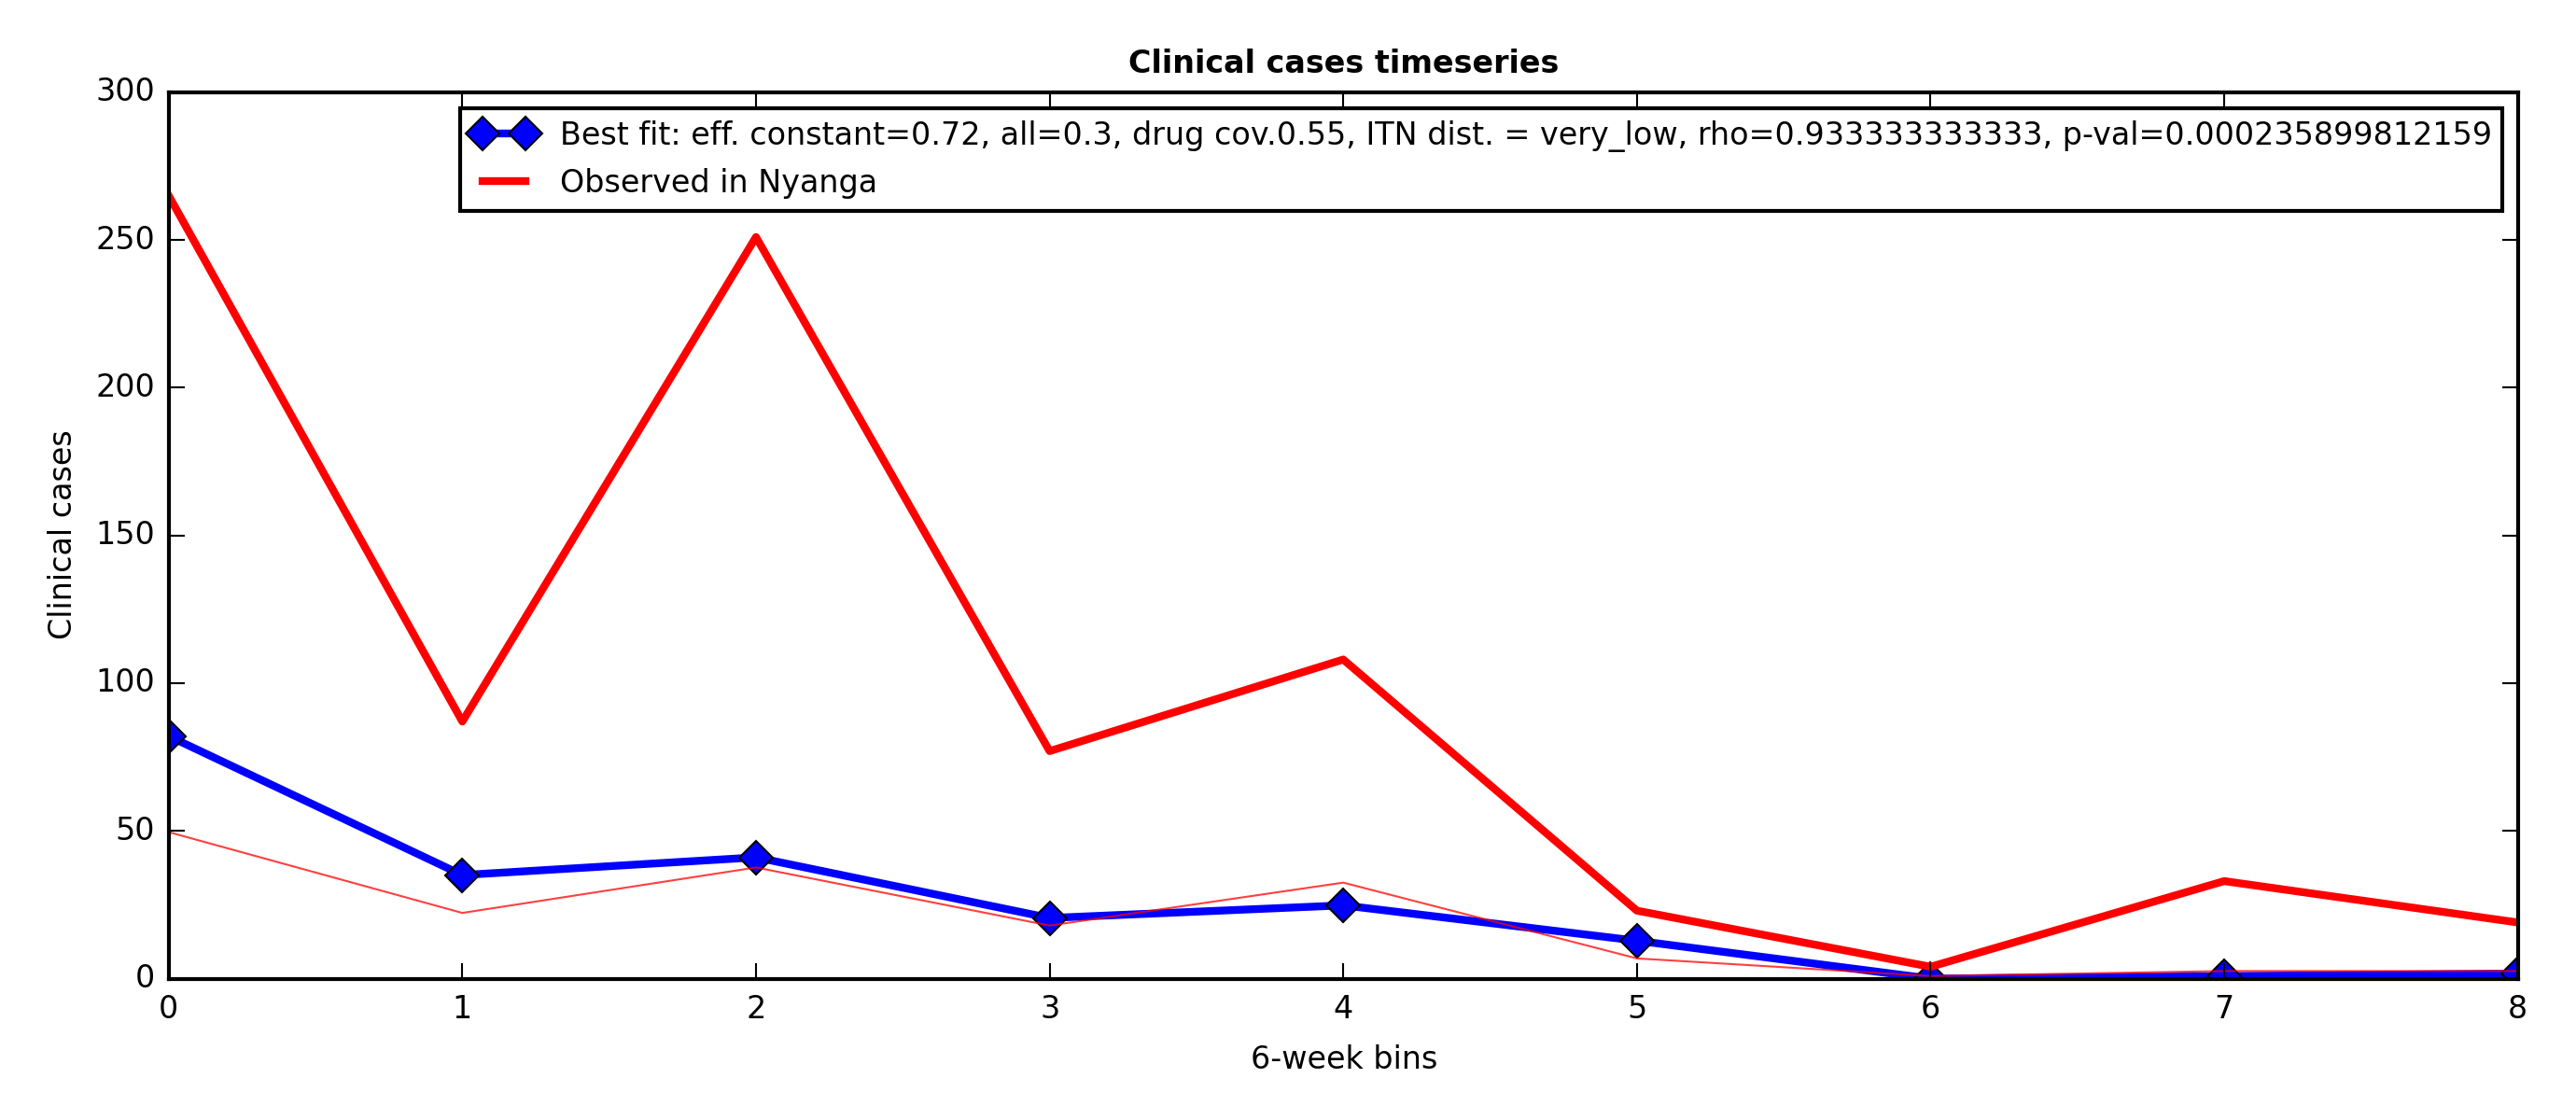 Clinical cases timeseries
Best fit: eff. constant=0.72, all=0.3, drug cov.0.55, ITN dist. = very_low, rho=0.933333333333, p-val=0.000235899812159
Observed in Nyanga
300
250
200
150
100
50
0
Clinical cases
0 1 2 3 4 5 6 7 8
6-week bins